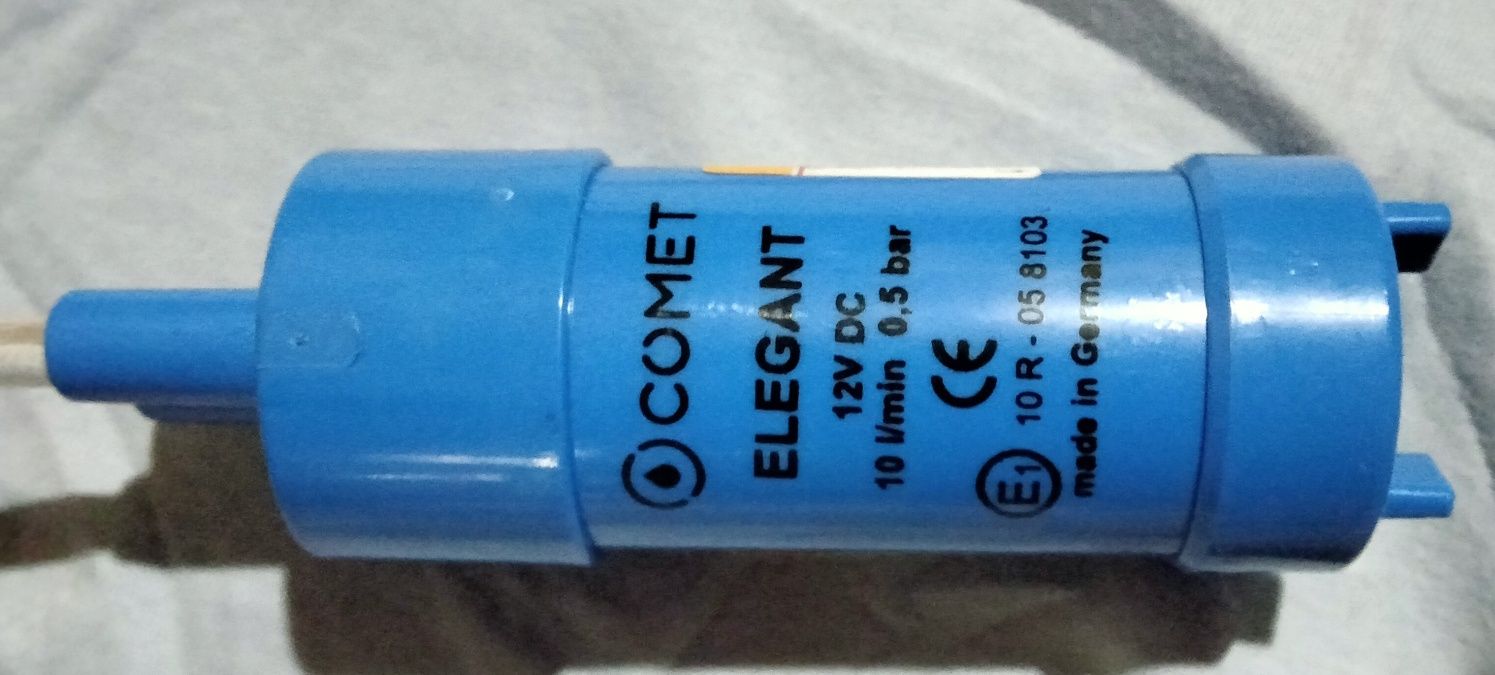 COMET
ELEGANT
12V DC
10 l/min 0,5 bar
CE
E1 10 R - 05 8103
made in Germany